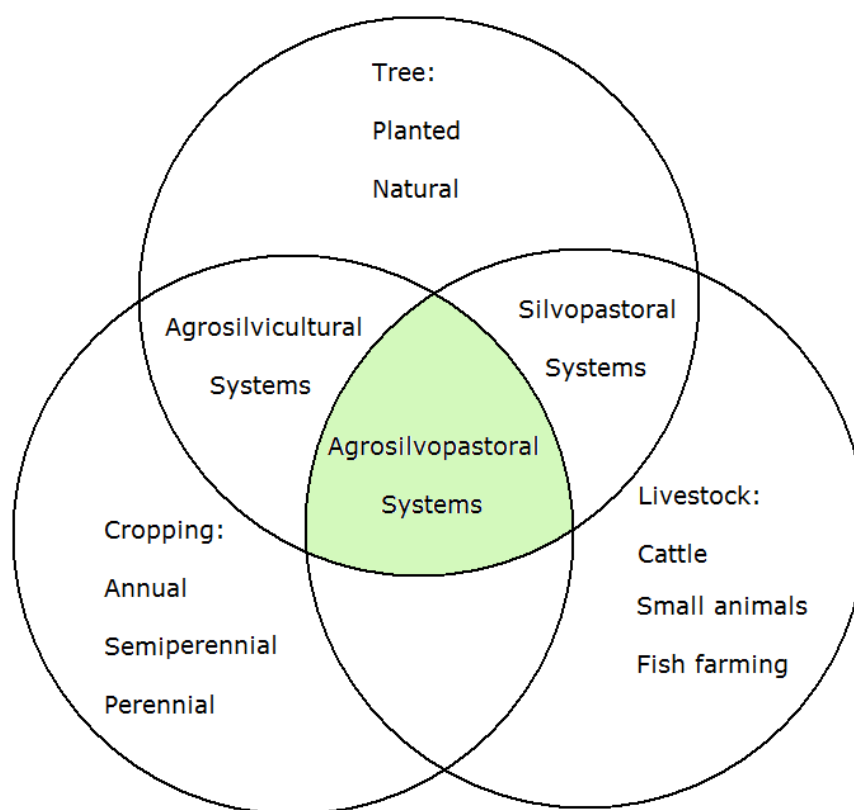 Tree:
Planted
Natural
Agrosilvicultural
Systems
Silvopastoral
Systems
Agrosilvopastoral
Systems
Cropping:
Annual
Semiperennial
Perennial
Livestock:
Cattle
Small animals
Fish farming